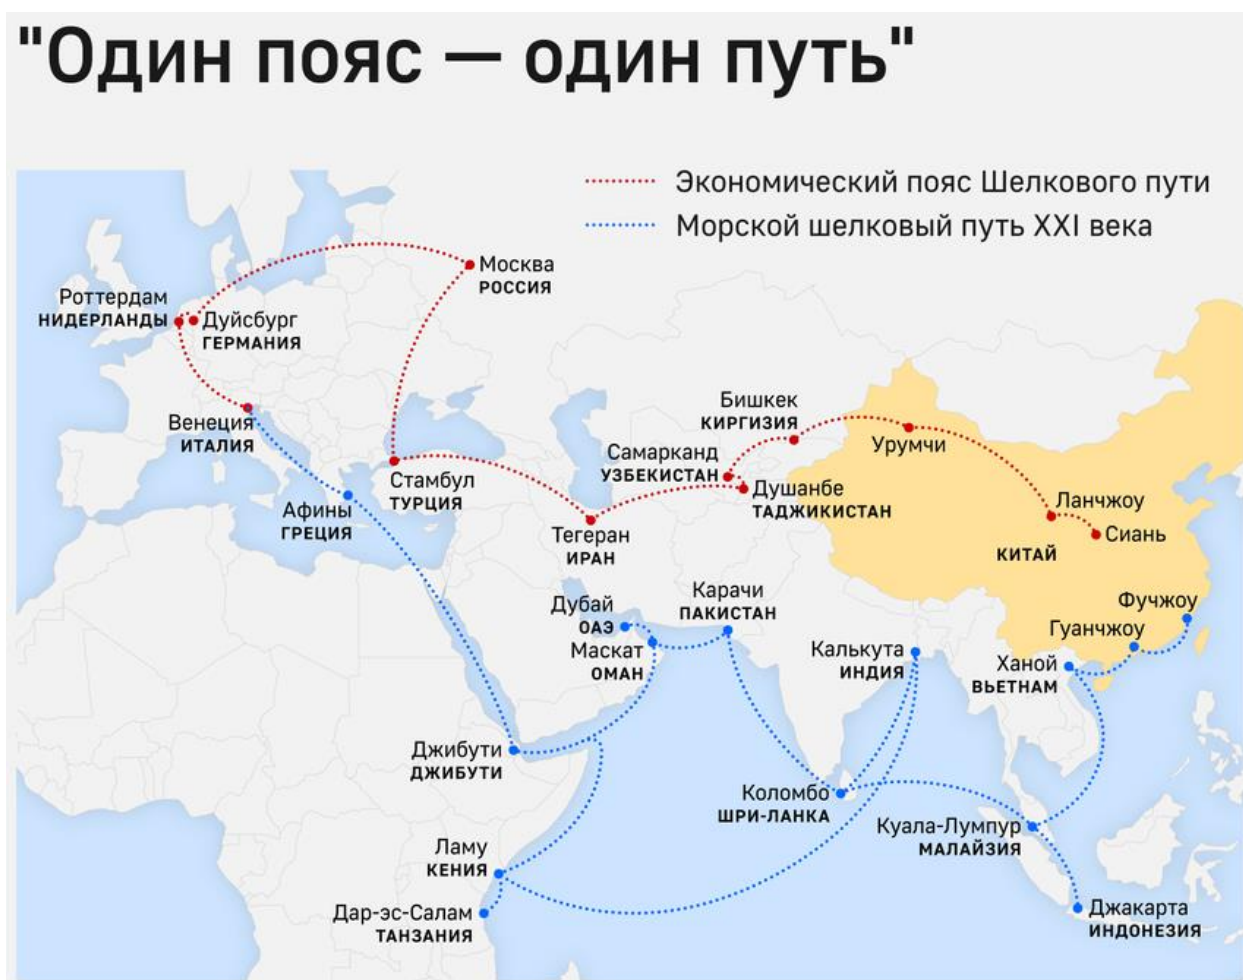 "Один пояс — один путь"
Экономический пояс Шелкового пути
Морской шелковый путь XXI века
Москва
РОССИЯ
Роттердам
НИДЕРЛАНДЫ
Дуйсбург
ГЕРМАНИЯ
Венеция
ИТАЛИЯ
Стамбул
ТУРЦИЯ
Афины
ГРЕЦИЯ
Тегеран
ИРАН
Бишкек
КИРГИЗИЯ
Самарканд
УЗБЕКИСТАН
Душанбе
ТАДЖИКИСТАН
Урумчи
Ланчжоу
Сиань
КИТАЙ
Фучжоу
Гуанчжоу
Ханой
ВЬЕТНАМ
Дубай
ОАЭ
Маскат
ОМАН
Карачи
ПАКИСТАН
Калькута
ИНДИЯ
Джибути
ДЖИБУТИ
Коломбо
ШРИ-ЛАНКА
Куала-Лумпур
МАЛАЙЗИЯ
Ламу
КЕНИЯ
Дар-эс-Салам
ТАНЗАНИЯ
Джакарта
ИНДОНЕЗИЯ